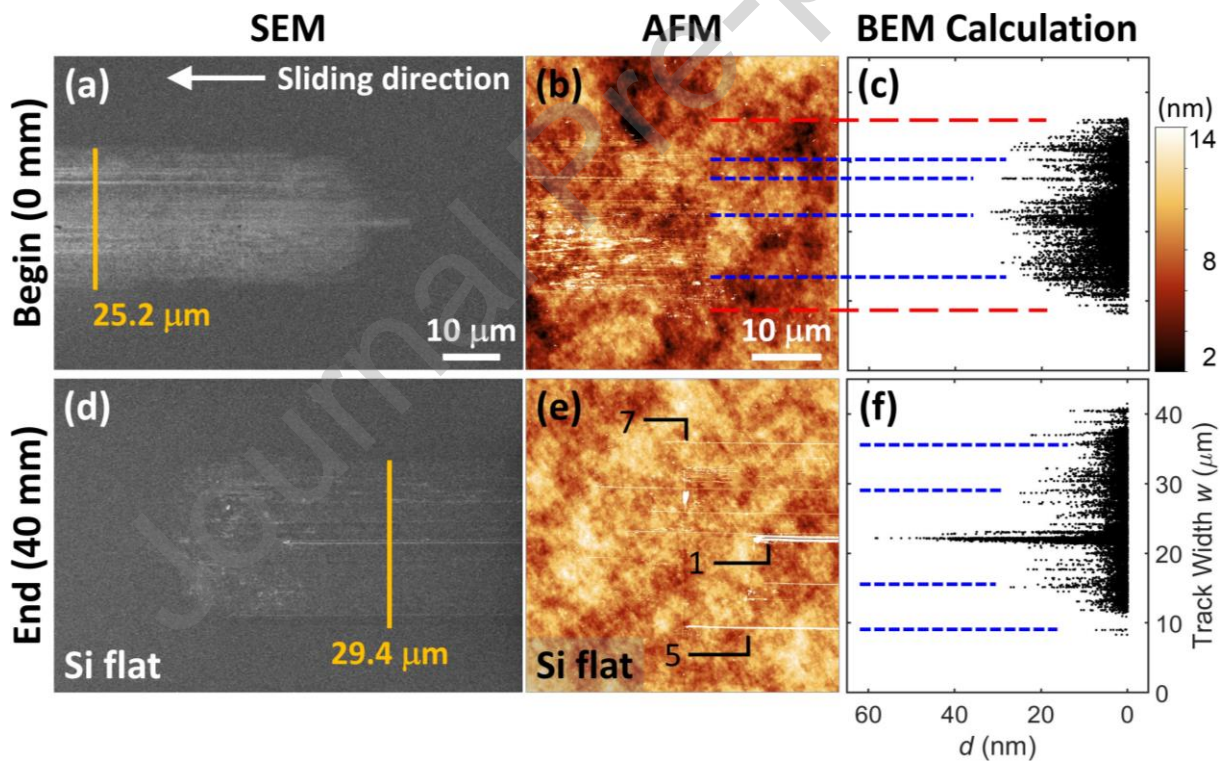 SEM
AFM
BEM Calculation
Begin (0 mm)
(a)
Sliding direction
25.2 μm
10 μm
(b)
10 μm
(c)
(nm)
14
8
2
End (40 mm)
(d)
Si flat
29.4 μm
(e)
7
1
5
Si flat
(f)
40
30
20
10
0
Track Width w (μm)
60
40
20
0
d (nm)
Journal Pre-p